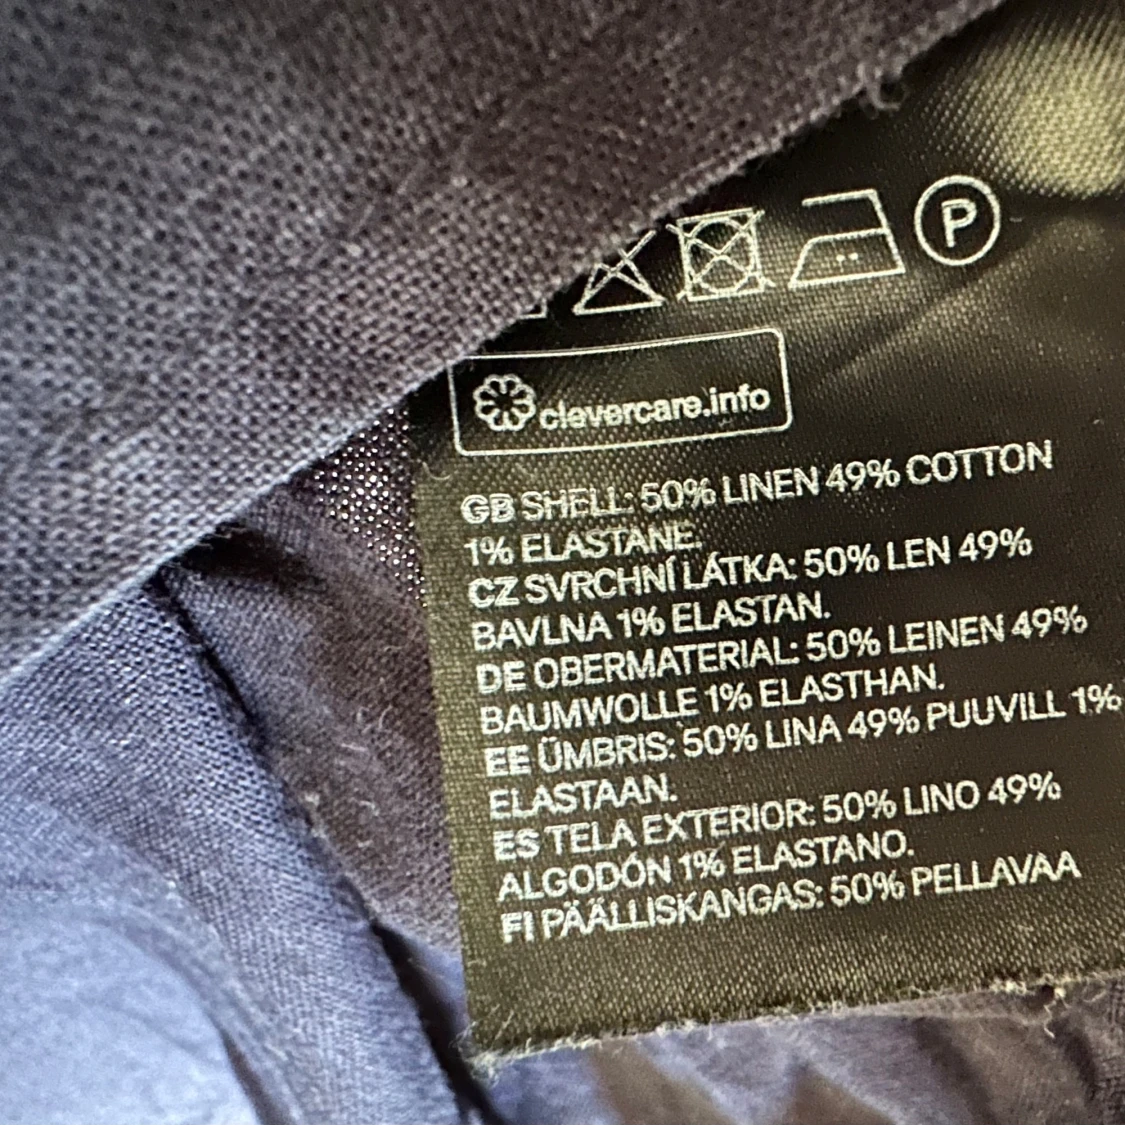 P
clevercare.info
GB SHELL: 50% LINEN 49% COTTON
1% ELASTANE.
CZ SVRCHNÍ LÁTKA: 50% LEN 49%
BAVLNA 1% ELASTAN.
DE OBERMATERIAL: 50% LEINEN 49%
BAUMWOLLE 1% ELASTHAN.
EE ÜMBRIS: 50% LINA 49% PUUVILL 1%
ELASTAAN.
ES TELA EXTERIOR: 50% LINO 49%
ALGODÓN 1% ELASTANO.
FI PÄÄLLISKANGAS: 50% PELLAVAA